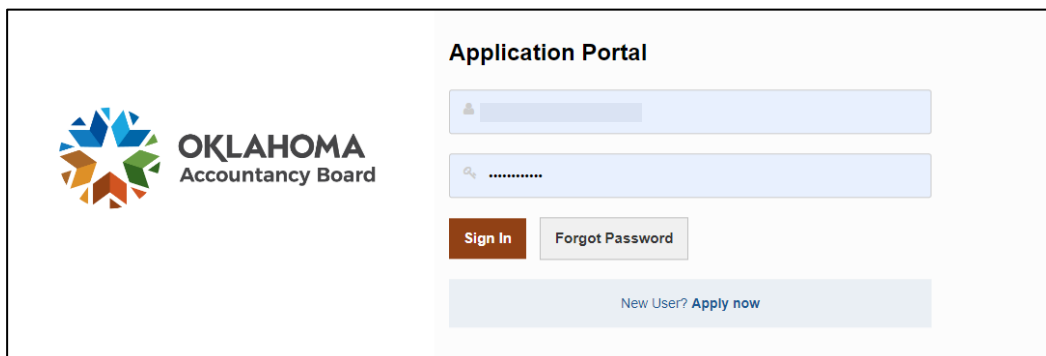 Application Portal
OKLAHOMA
Accountancy Board
••••••••••••
Sign In
Forgot Password
New User? Apply now